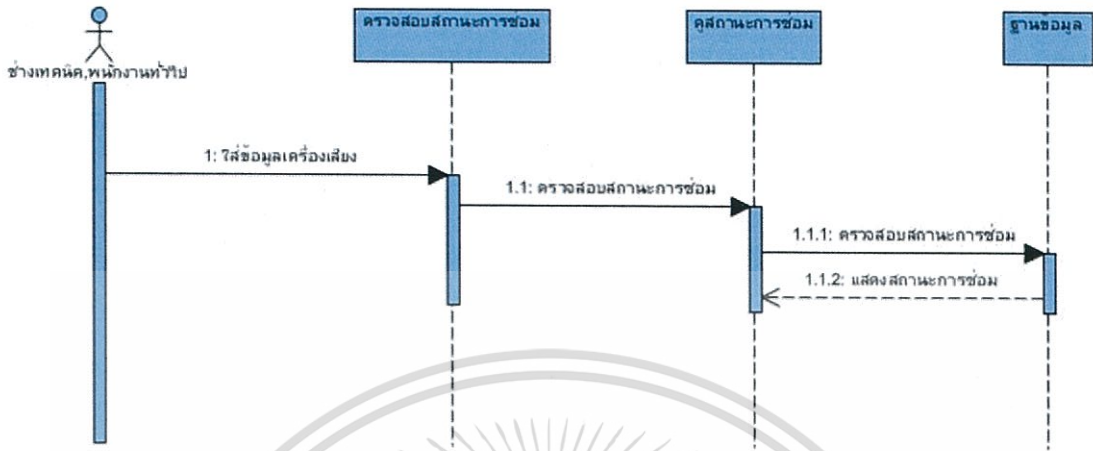 ตรวจสอบสถานะการซ่อม
ดูสถานะการซ่อม
ฐานข้อมูล
ช่างเทคนิค,พนักงานทั่วไป
1: ใส่ข้อมูลเครื่องเสียง
1.1: ตรวจสอบสถานะการซ่อม
1.1.1: ตรวจสอบสถานะการซ่อม
1.1.2: แสดงสถานะการซ่อม